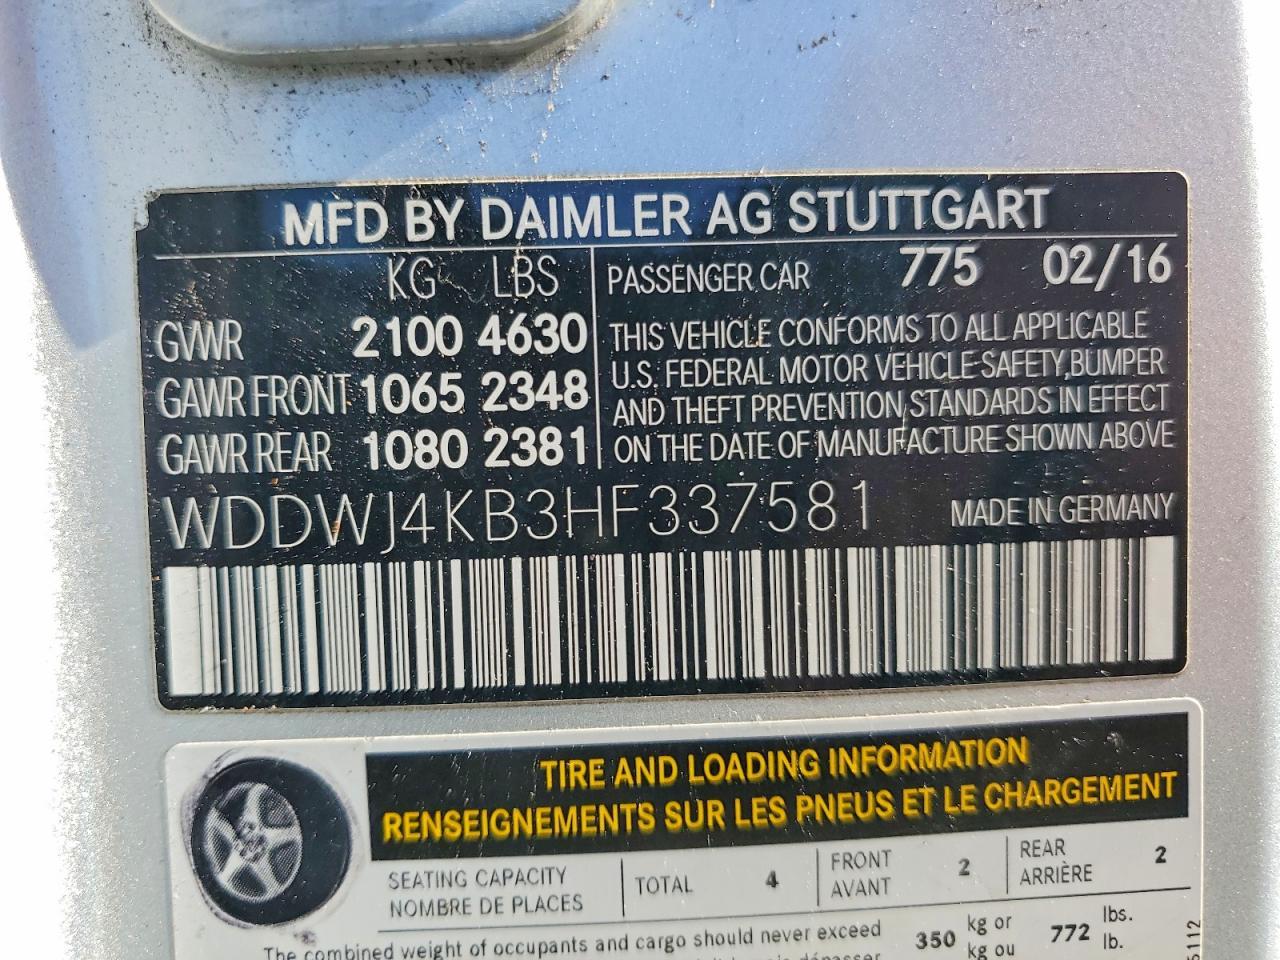 MFD BY DAIMLER AG STUTTGART
KG LBS
GVWR 2100 4630
GAWR FRONT 1065 2348
GAWR REAR 1080 2381
PASSENGER CAR 775 02/16
THIS VEHICLE CONFORMS TO ALL APPLICABLE
U.S. FEDERAL MOTOR VEHICLE SAFETY, BUMPER
AND THEFT PREVENTION STANDARDS IN EFFECT
ON THE DATE OF MANUFACTURE SHOWN ABOVE
WDDWJ4KB3HF337581 MADE IN GERMANY
TIRE AND LOADING INFORMATION
RENSEIGNEMENTS SUR LES PNEUS ET LE CHARGEMENT
SEATING CAPACITY
NOMBRE DE PLACES
TOTAL 4
FRONT
AVANT
2
REAR
ARRIÈRE
2
The combined weight of occupants and cargo should never exceed
350
kg or
kg ou
772
lbs.
lb.